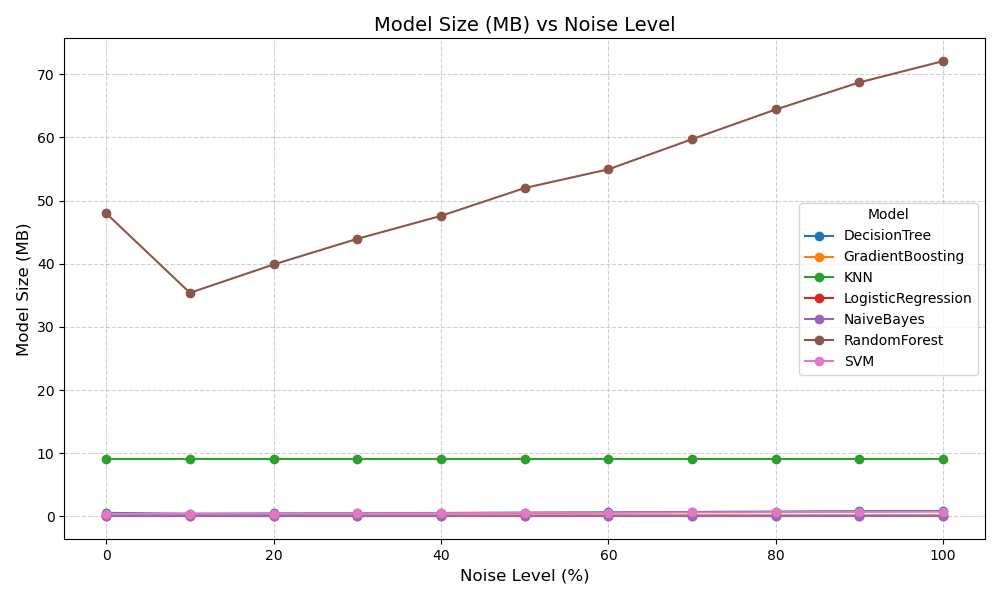 Model Size (MB) vs Noise Level
Model Size (MB)
70
60
50
40
30
20
10
0
Model
DecisionTree
GradientBoosting
KNN
LogisticRegression
NaiveBayes
RandomForest
SVM
0 20 40 60 80 100
Noise Level (%)